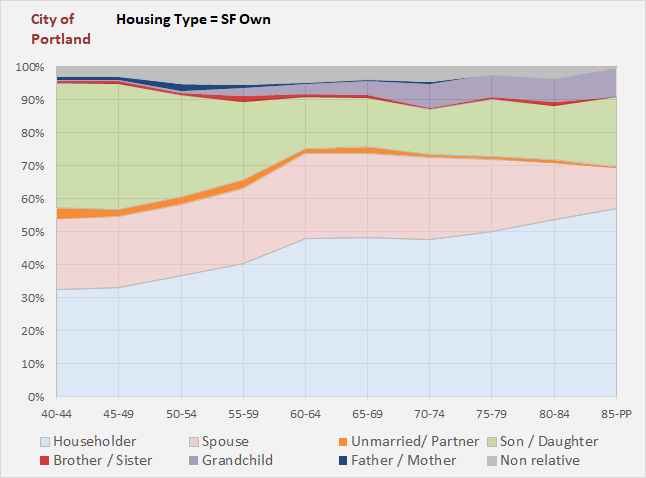 City of
Portland
Housing Type = SF Own
100%
90%
80%
70%
60%
50%
40%
30%
20%
10%
0%
40-44 45-49 50-54 55-59 60-64 65-69 70-74 75-79 80-84 85-PP
Householder Spouse Unmarried/ Partner Son / Daughter
Brother / Sister Grandchild Father / Mother Non relative